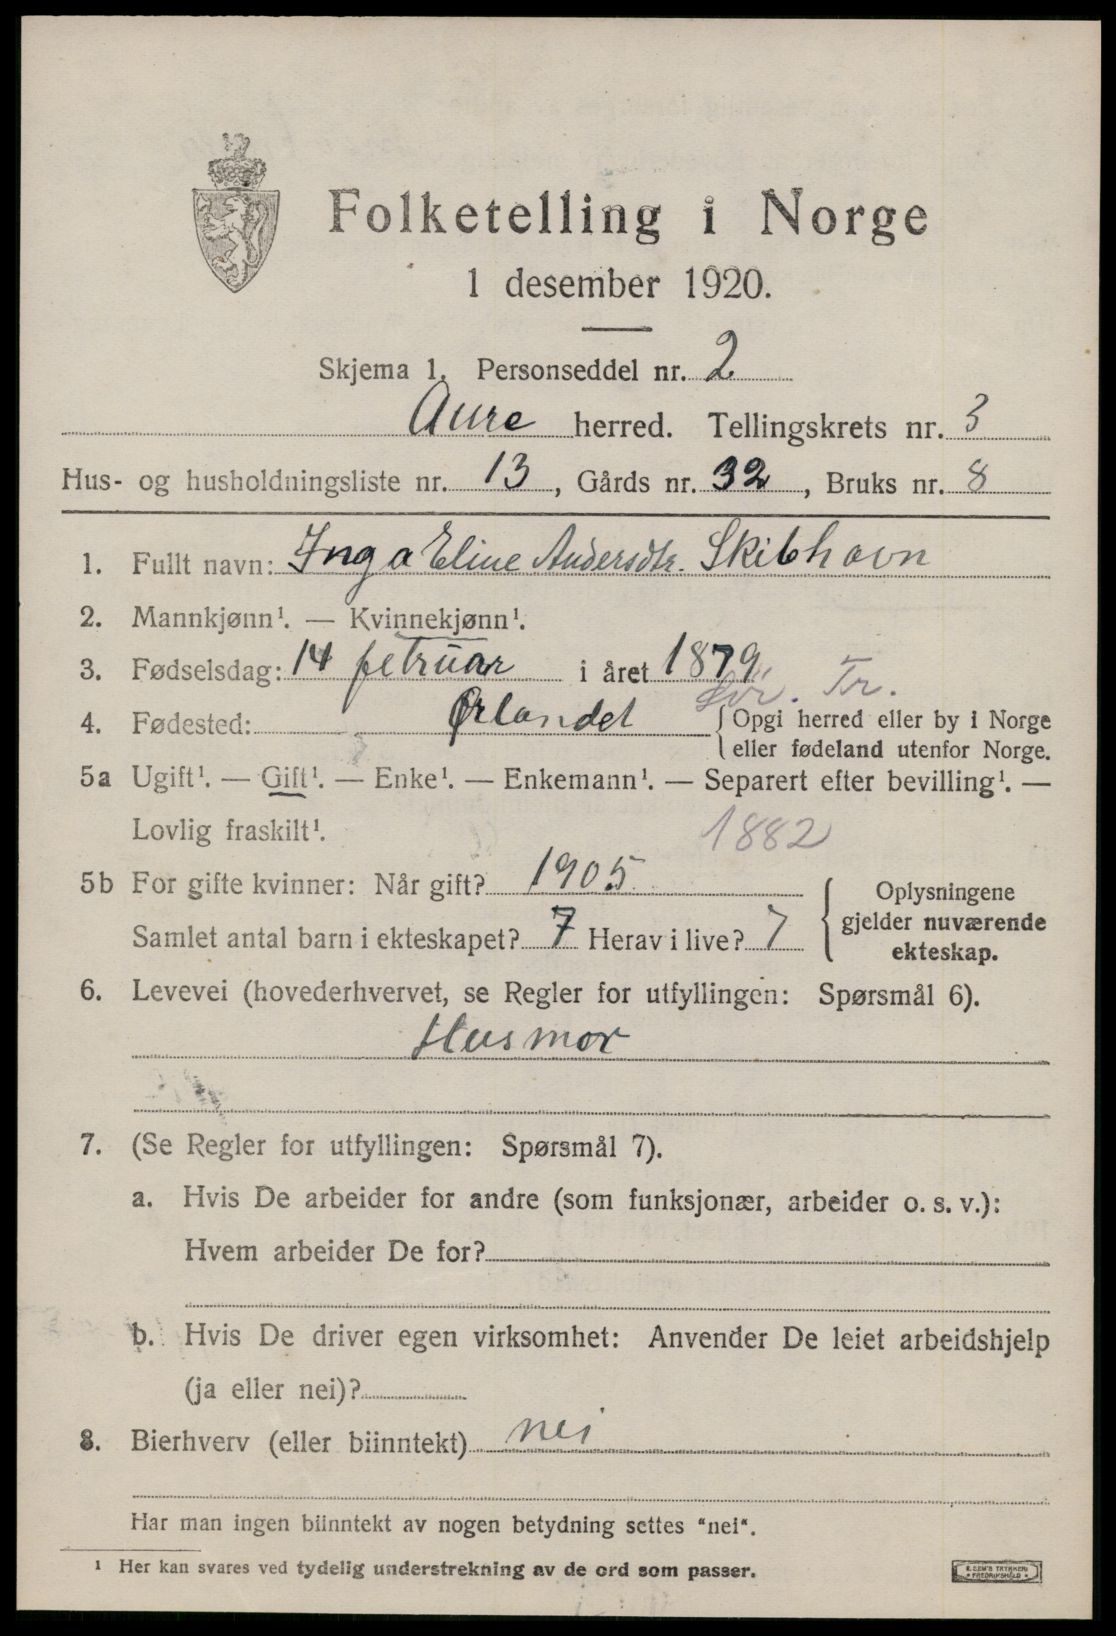 Folketelling i Norge
1 desember 1920.
Skjema 1. Personseddel nr. 2
Aure herred. Tellingskrets nr. 3
Hus- og husholdningsliste nr. 13, Gårds nr. 32, Bruks nr. 8
1. Fullt navn: Inga Eline Andersdtr. Skibhavn
2. Mannkjønn¹. — Kvinnekjønn¹.
3. Fødselsdag: 14 februar i året 1879
Sör. Tr.
4. Fødested: Ørlandet { Opgi herred eller by i Norge
eller fødeland utenfor Norge.
5a Ugift¹. — Gift¹. — Enke¹. — Enkemann¹. — Separert efter bevilling¹. —
Lovlig fraskilt¹. 1882
5b For gifte kvinner: Når gift? 1905
Samlet antal barn i ekteskapet? 7 Herav i live? 7
{ Oplysningene
gjelder nuværende
ekteskap.
6. Levevei (hovederhvervet, se Regler for utfyllingen: Spørsmål 6).
Husmor
7. (Se Regler for utfyllingen: Spørsmål 7).
a. Hvis De arbeider for andre (som funksjonær, arbeider o. s. v.):
Hvem arbeider De for?
b. Hvis De driver egen virksomhet: Anvender De leiet arbeidshjelp
(ja eller nei)?
8. Bierhverv (eller biinntekt) nei
Har man ingen biinntekt av nogen betydning settes "nei".
¹ Her kan svares ved tydelig understrekning av de ord som passer.